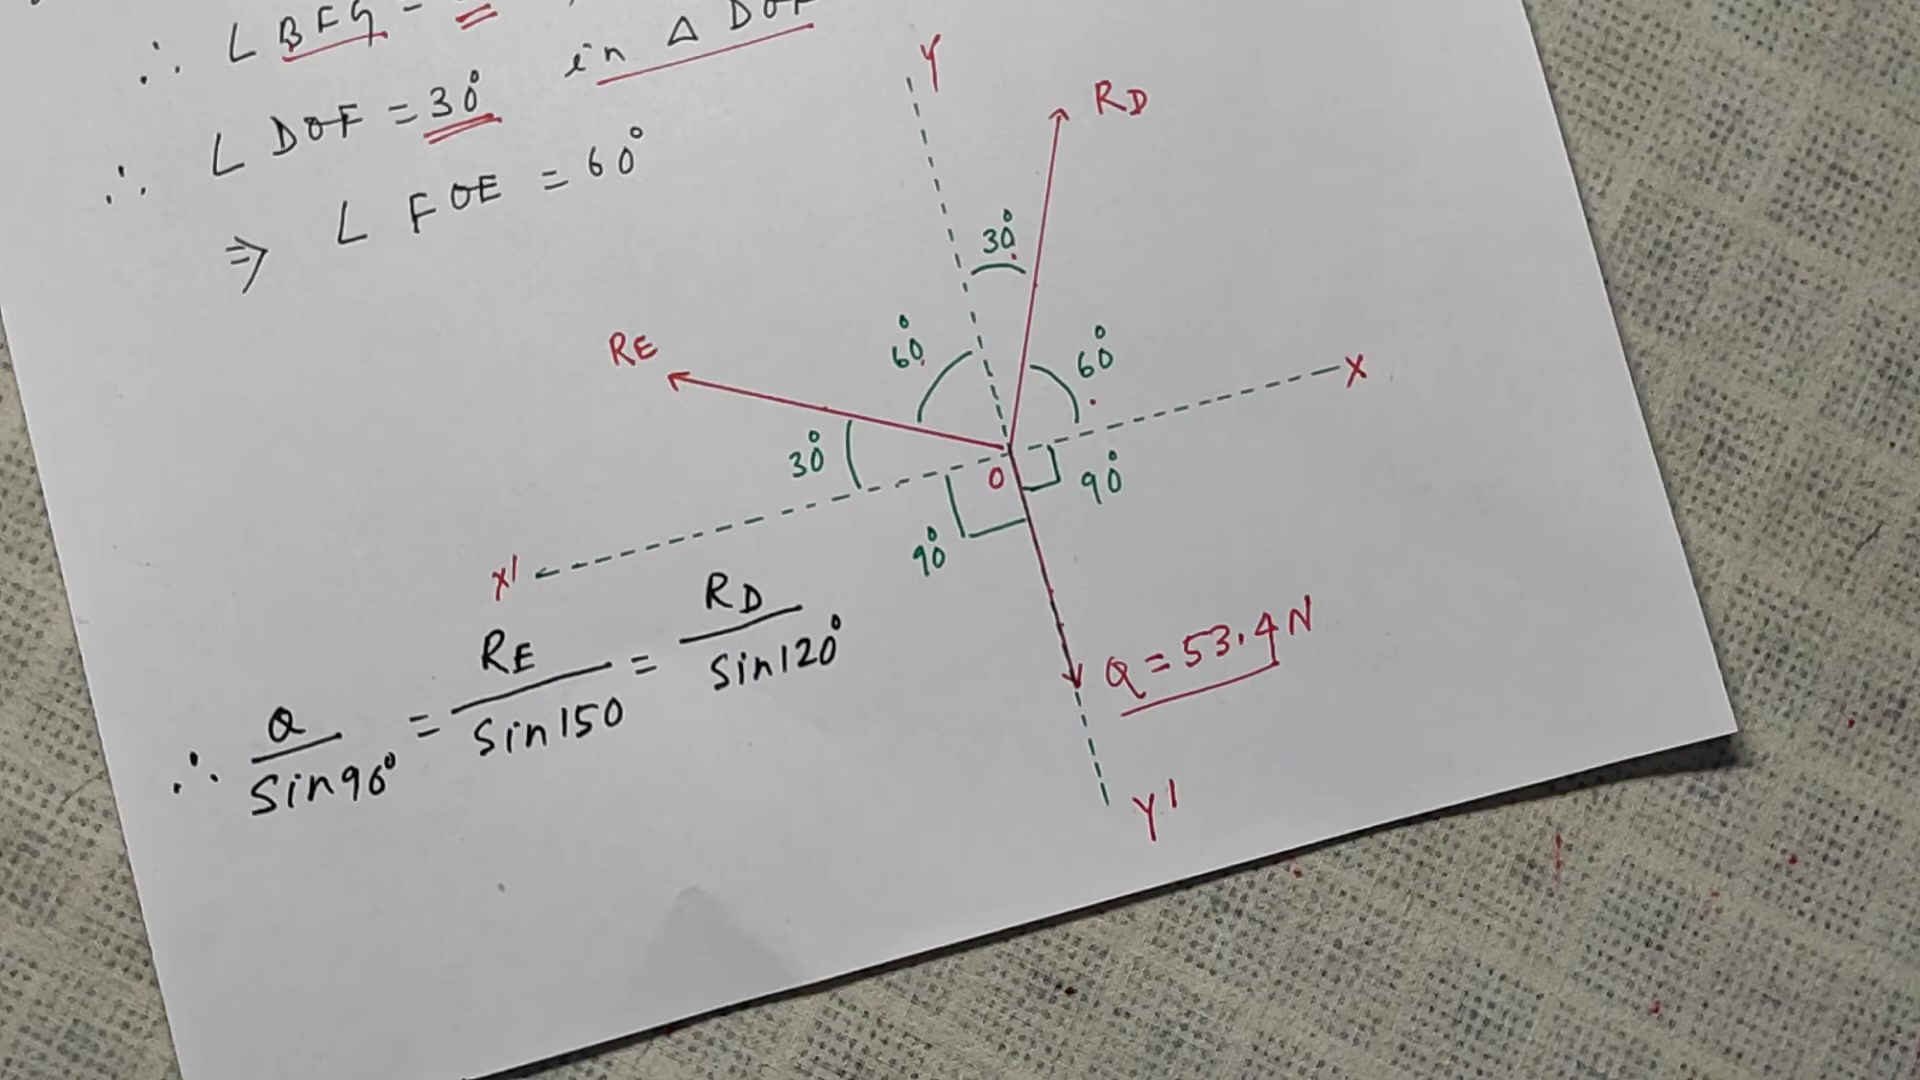 ∴ ∠ BFG =
∴ ∠ DOF = 30° in Δ DOF
⇒ ∠ FOE = 60°
Y
RD
30°
RE
60°
60°
X
30°
O
90°
90°
X'
Q = 53.4 N
∴ Q/Sin90° = RE/Sin150 = RD/Sin120°
Y'